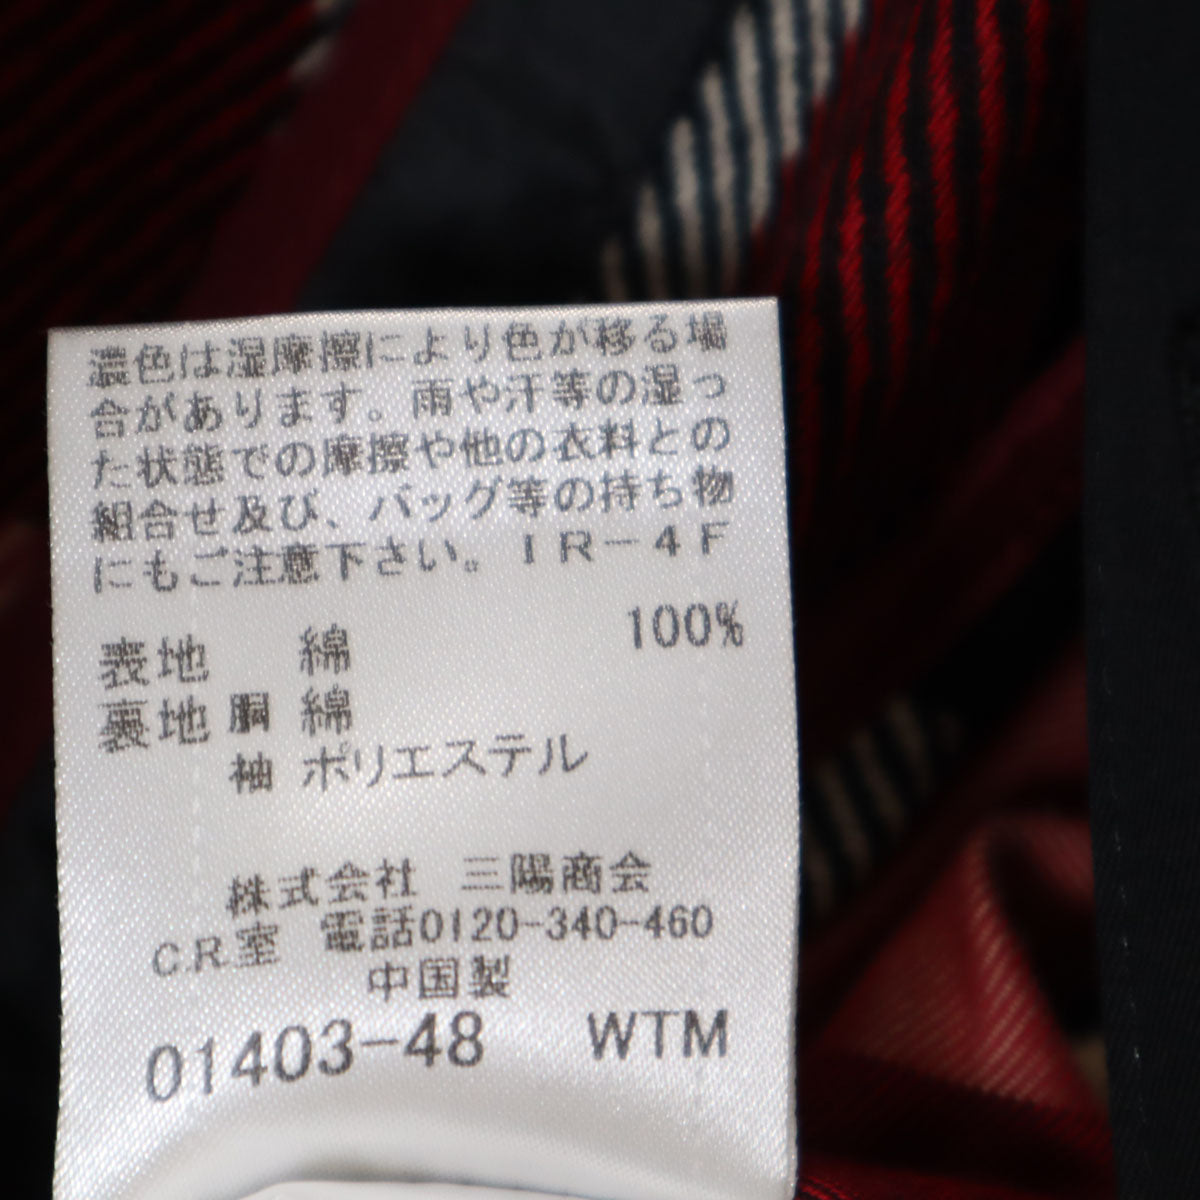 濃色は湿摩擦により色が移る場
合があります。雨や汗等の湿っ
た状態での摩擦や他の衣料との
組合せ及び、バッグ等の持ち物
にもご注意下さい。IR-4F
表地 綿 100%
裏地 胴 綿
袖 ポリエステル
株式会社 三陽商会
C.R.室 電話0120-340-460
中国製
01403-48 WTM